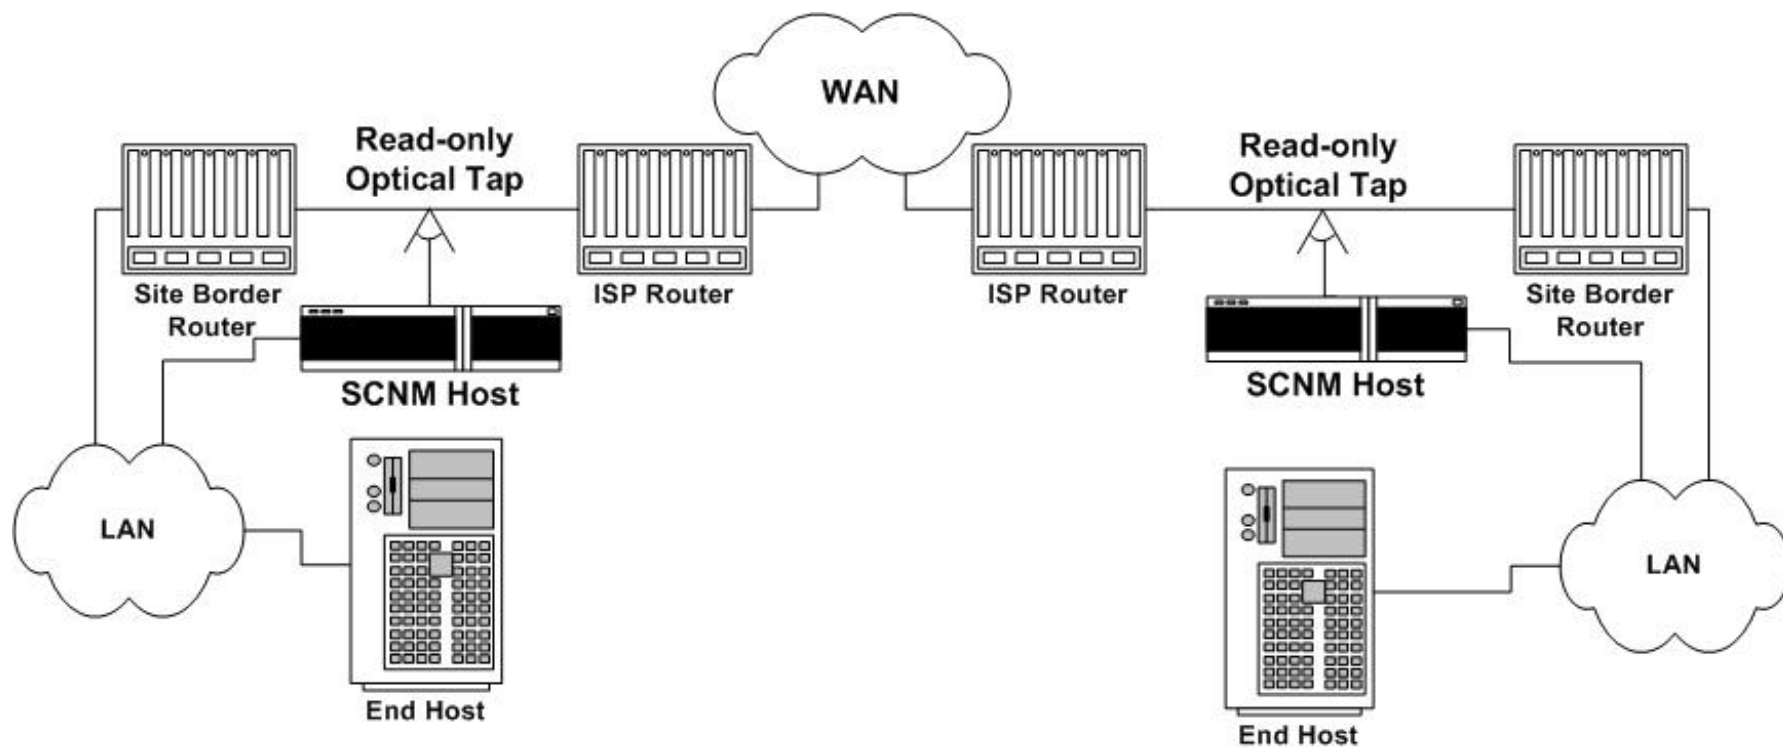 WAN
Read-only
Optical Tap
Read-only
Optical Tap
Site Border
Router
ISP Router
ISP Router
Site Border
Router
SCNM Host
SCNM Host
LAN
LAN
End Host
End Host